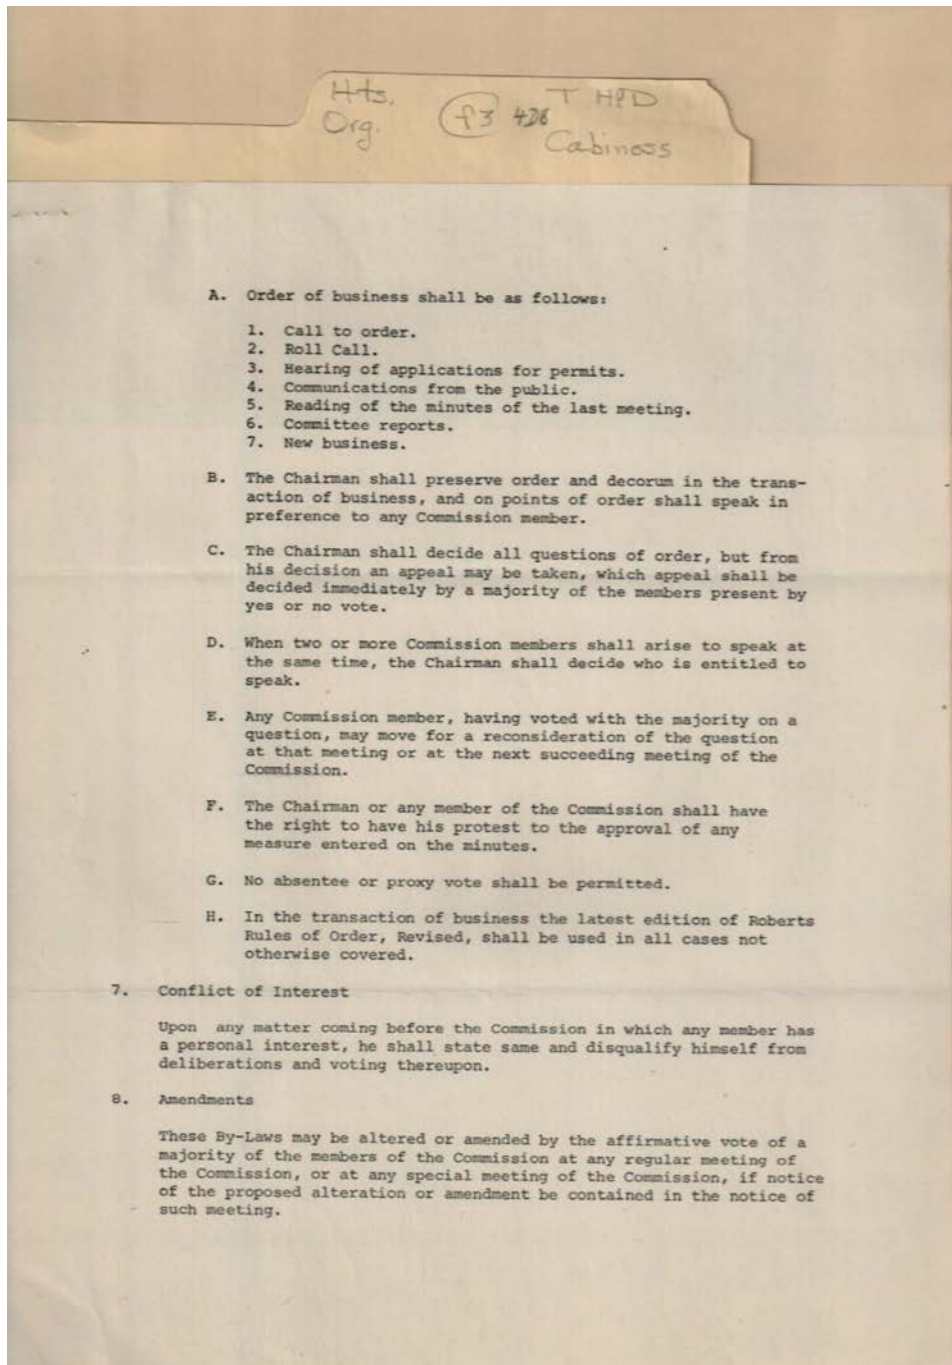 Hts. T HPD
Org. f3 428 Cabiness
A. Order of business shall be as follows:
1. Call to order.
2. Roll Call.
3. Hearing of applications for permits.
4. Communications from the public.
5. Reading of the minutes of the last meeting.
6. Committee reports.
7. New business.
B. The Chairman shall preserve order and decorum in the trans-
action of business, and on points of order shall speak in
preference to any Commission member.
C. The Chairman shall decide all questions of order, but from
his decision an appeal may be taken, which appeal shall be
decided immediately by a majority of the members present by
yes or no vote.
D. When two or more Commission members shall arise to speak at
the same time, the Chairman shall decide who is entitled to
speak.
E. Any Commission member, having voted with the majority on a
question, may move for a reconsideration of the question
at that meeting or at the next succeeding meeting of the
Commission.
F. The Chairman or any member of the Commission shall have
the right to have his protest to the approval of any
measure entered on the minutes.
G. No absentee or proxy vote shall be permitted.
H. In the transaction of business the latest edition of Roberts
Rules of Order, Revised, shall be used in all cases not
otherwise covered.
7. Conflict of Interest
Upon any matter coming before the Commission in which any member has
a personal interest, he shall state same and disqualify himself from
deliberations and voting thereupon.
8. Amendments
These By-Laws may be altered or amended by the affirmative vote of a
majority of the members of the Commission at any regular meeting of
the Commission, or at any special meeting of the Commission, if notice
of the proposed alteration or amendment be contained in the notice of
such meeting.